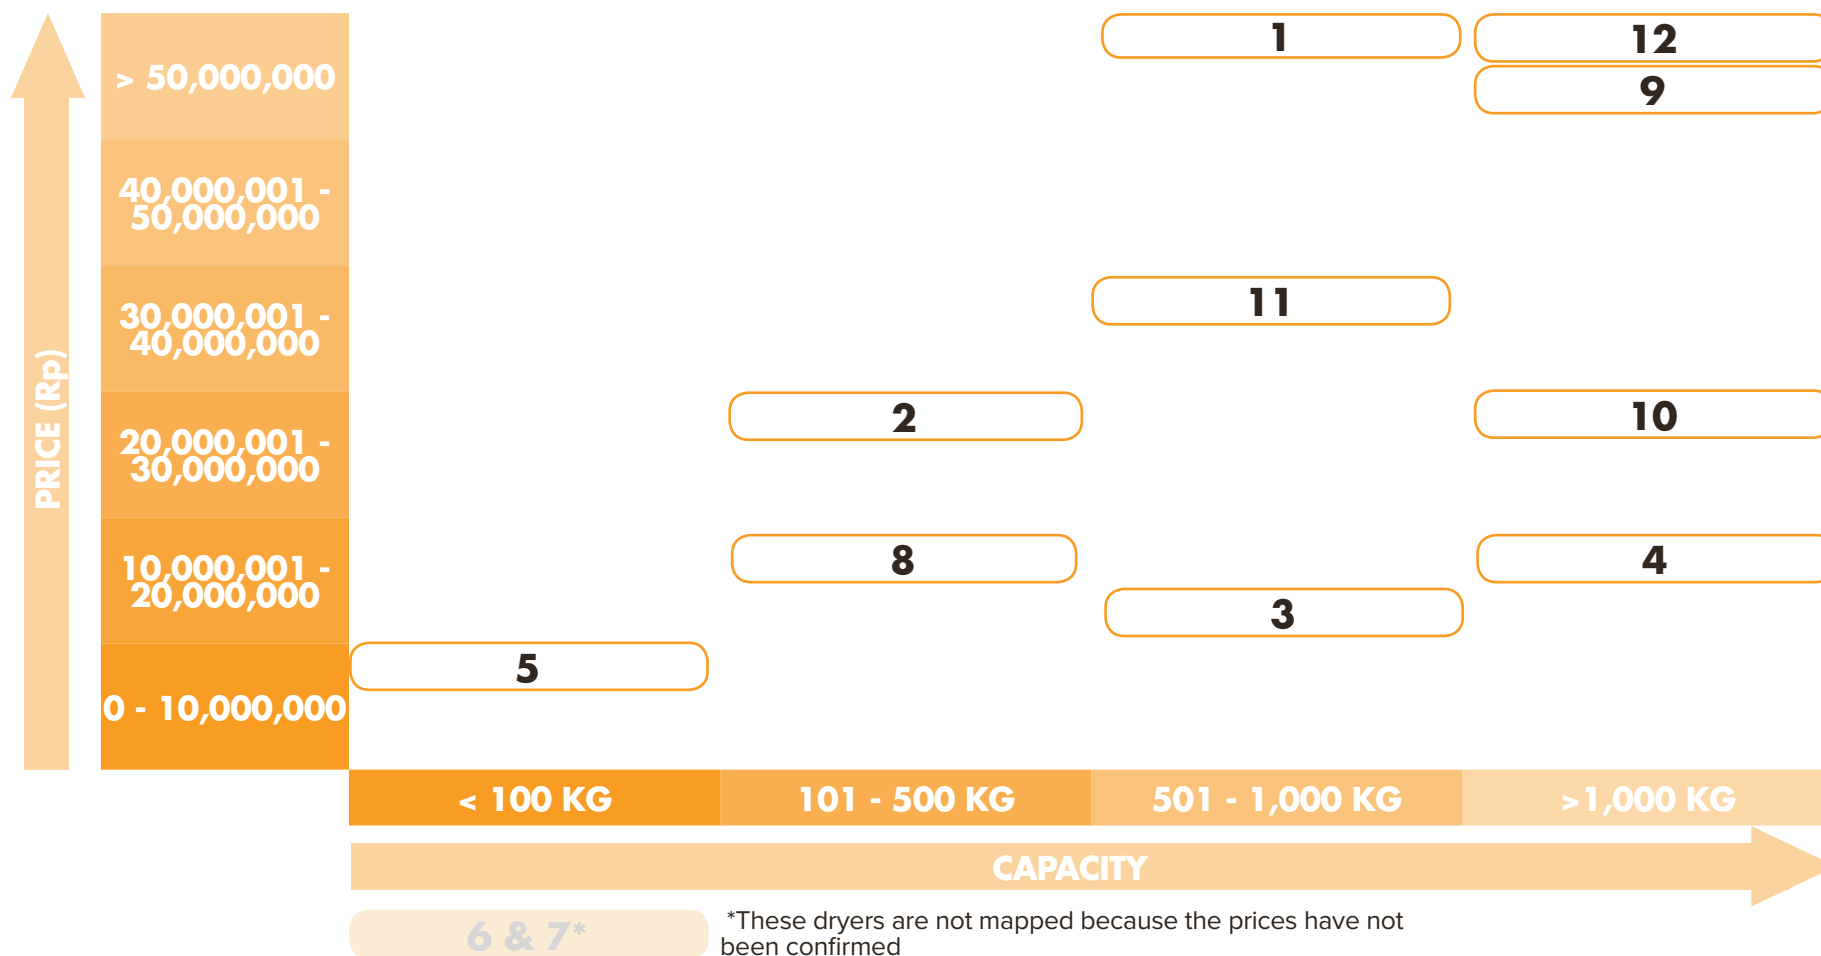 PRICE (Rp)
> 50,000,000
1
12
9
40,000,001 -
50,000,000
30,000,001 -
40,000,000
11
20,000,001 -
30,000,000
2
10
10,000,001 -
20,000,000
8
4
3
0 - 10,000,000
5
< 100 KG
101 - 500 KG
501 - 1,000 KG
>1,000 KG
CAPACITY
6 & 7*
*These dryers are not mapped because the prices have not
been confirmed